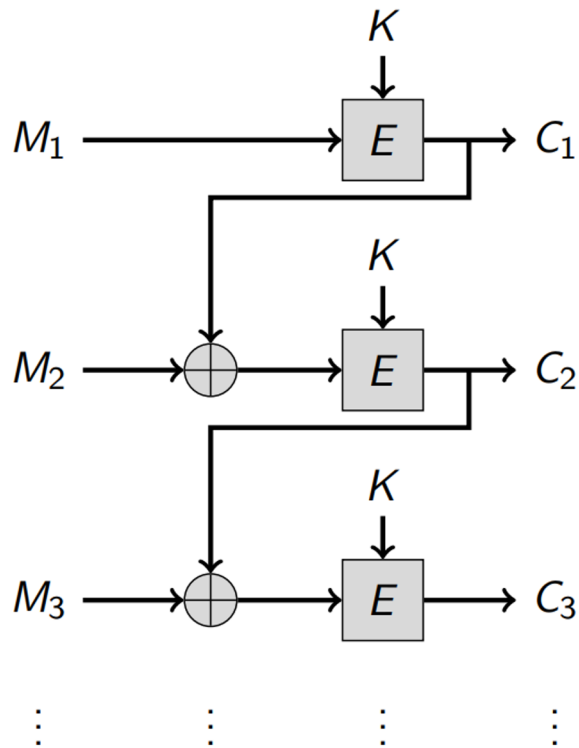 K
M₁ E C₁
K
M₂ E C₂
K
M₃ E C₃
⋮ ⋮ ⋮ ⋮